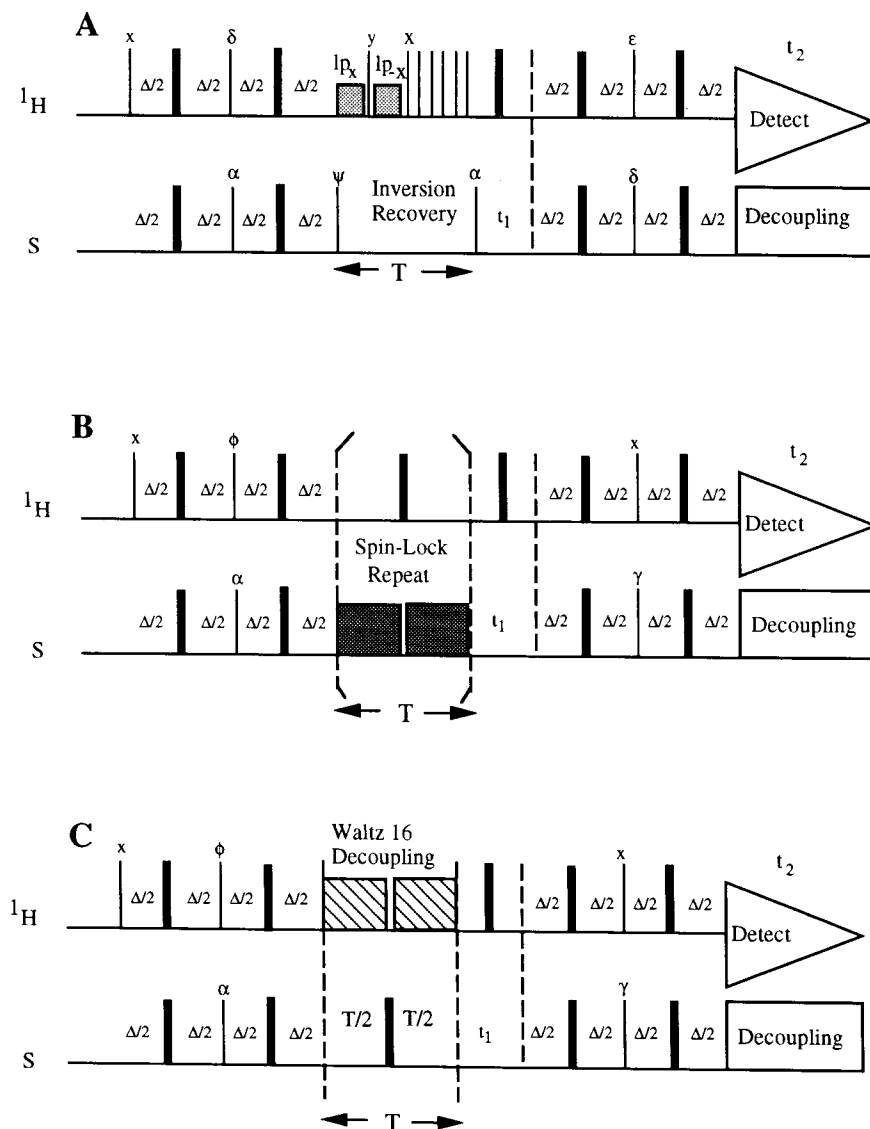 A
x δ y x ε t₂
lpₓ lp₋ₓ
Δ/2 Δ/2 Δ/2 Δ/2 Δ/2 Δ/2 Δ/2
¹H
Detect
α ψ Inversion Recovery α δ
Δ/2 Δ/2 Δ/2 Δ/2 t₁ Δ/2 Δ/2 Δ/2 Δ/2
Decoupling
S
T
B
x ϕ x t₂
Δ/2 Δ/2 Δ/2 Δ/2 Δ/2 Δ/2 Δ/2 Δ/2
¹H
Detect
Spin-Lock
Repeat
α γ
Δ/2 Δ/2 Δ/2 Δ/2 t₁ Δ/2 Δ/2 Δ/2 Δ/2
Decoupling
S
T
C
Waltz 16
Decoupling
x ϕ x t₂
Δ/2 Δ/2 Δ/2 Δ/2 Δ/2 Δ/2 Δ/2 Δ/2
¹H
Detect
α γ
Δ/2 Δ/2 Δ/2 Δ/2 T/2 T/2 t₁ Δ/2 Δ/2 Δ/2 Δ/2
Decoupling
S
T